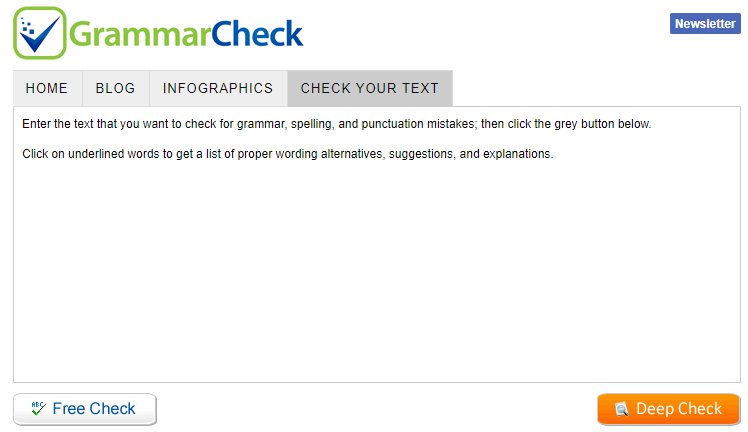 GrammarCheck
Newsletter
HOME BLOG INFOGRAPHICS CHECK YOUR TEXT
Enter the text that you want to check for grammar, spelling, and punctuation mistakes; then click the grey button below.
Click on underlined words to get a list of proper wording alternatives, suggestions, and explanations.
ABC Free Check
Deep Check